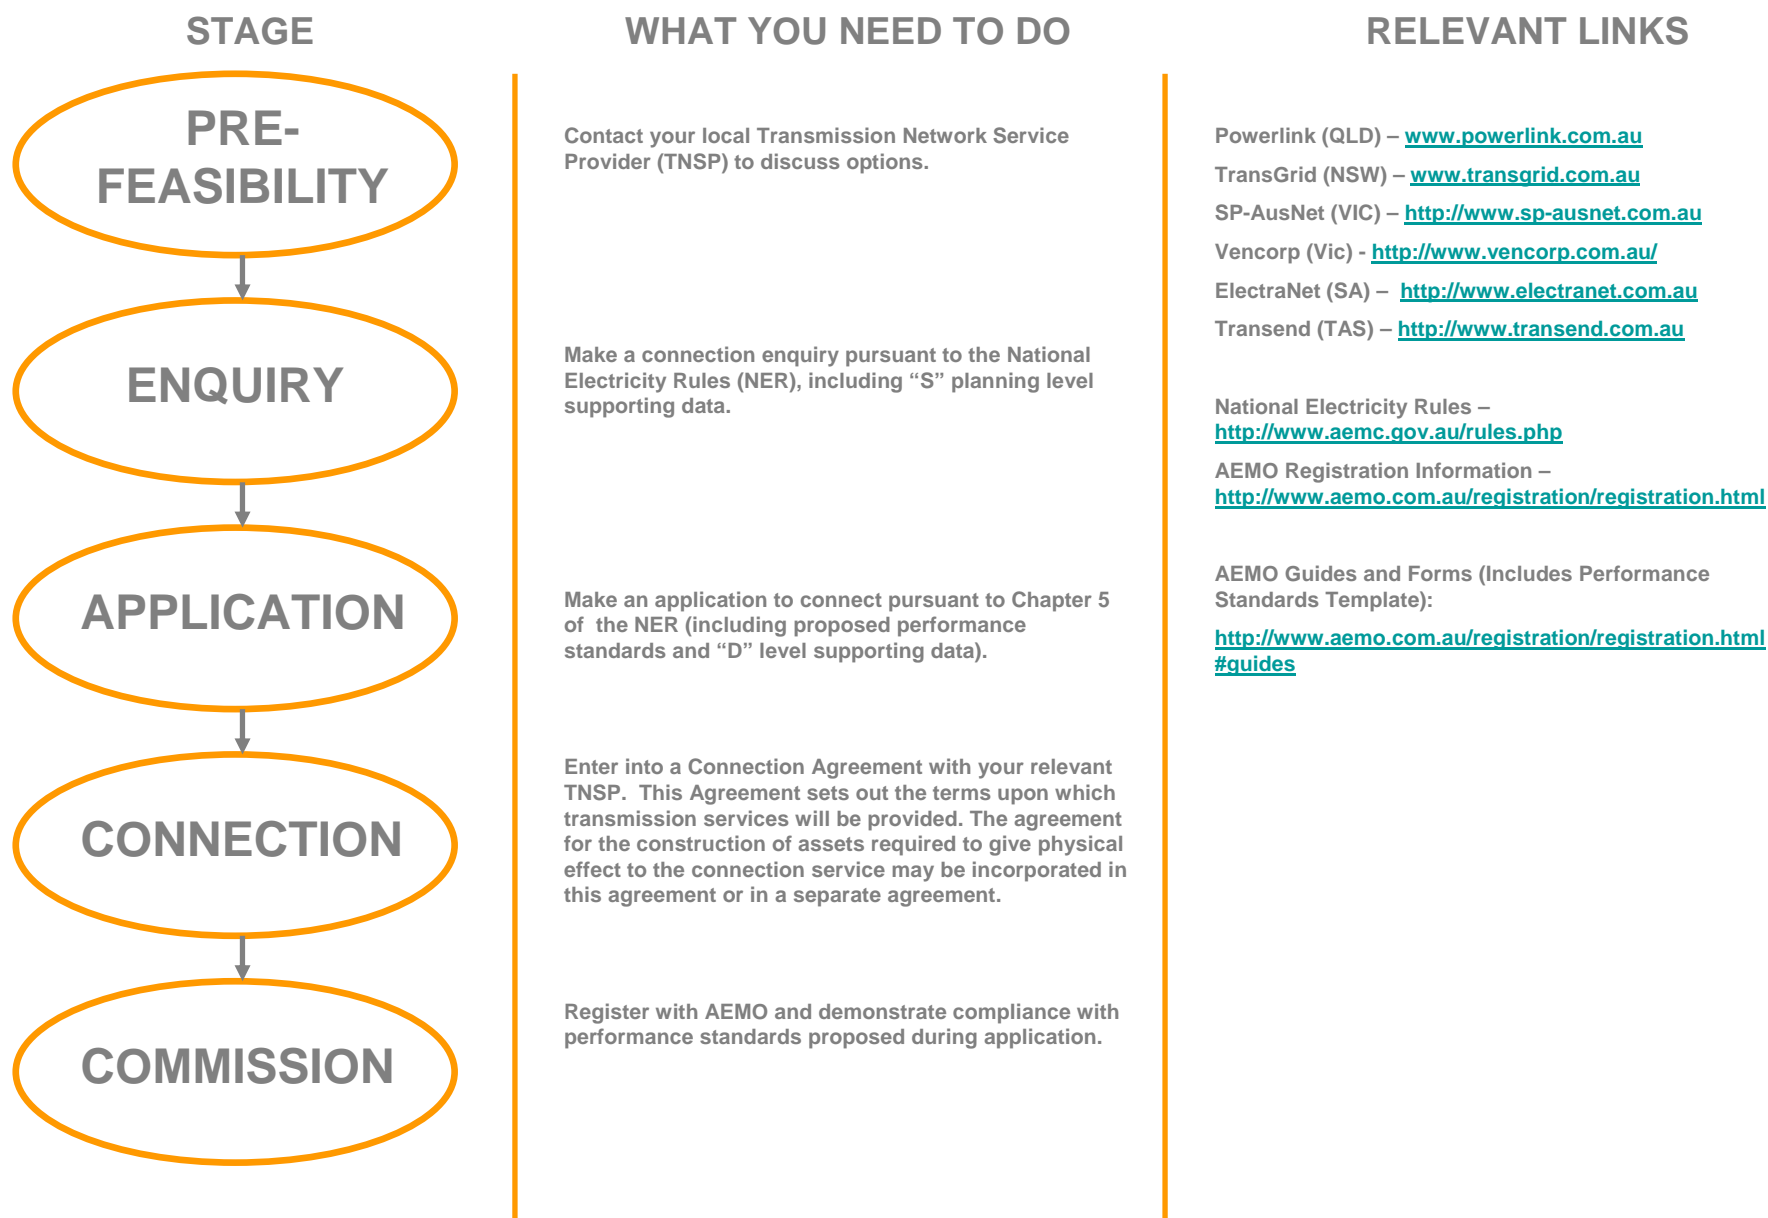 STAGE
WHAT YOU NEED TO DO
RELEVANT LINKS
PRE-
FEASIBILITY
Contact your local Transmission Network Service
Provider (TNSP) to discuss options.
Powerlink (QLD) – www.powerlink.com.au
TransGrid (NSW) – www.transgrid.com.au
SP-AusNet (VIC) – http://www.sp-ausnet.com.au
Vencorp (Vic) - http://www.vencorp.com.au/
ElectraNet (SA) – http://www.electranet.com.au
Transend (TAS) – http://www.transend.com.au
ENQUIRY
Make a connection enquiry pursuant to the National
Electricity Rules (NER), including “S” planning level
supporting data.
National Electricity Rules –
http://www.aemc.gov.au/rules.php
AEMO Registration Information –
http://www.aemo.com.au/registration/registration.html
APPLICATION
Make an application to connect pursuant to Chapter 5
of the NER (including proposed performance
standards and “D” level supporting data).
AEMO Guides and Forms (Includes Performance
Standards Template):
http://www.aemo.com.au/registration/registration.html
#guides
CONNECTION
Enter into a Connection Agreement with your relevant
TNSP. This Agreement sets out the terms upon which
transmission services will be provided. The agreement
for the construction of assets required to give physical
effect to the connection service may be incorporated in
this agreement or in a separate agreement.
COMMISSION
Register with AEMO and demonstrate compliance with
performance standards proposed during application.